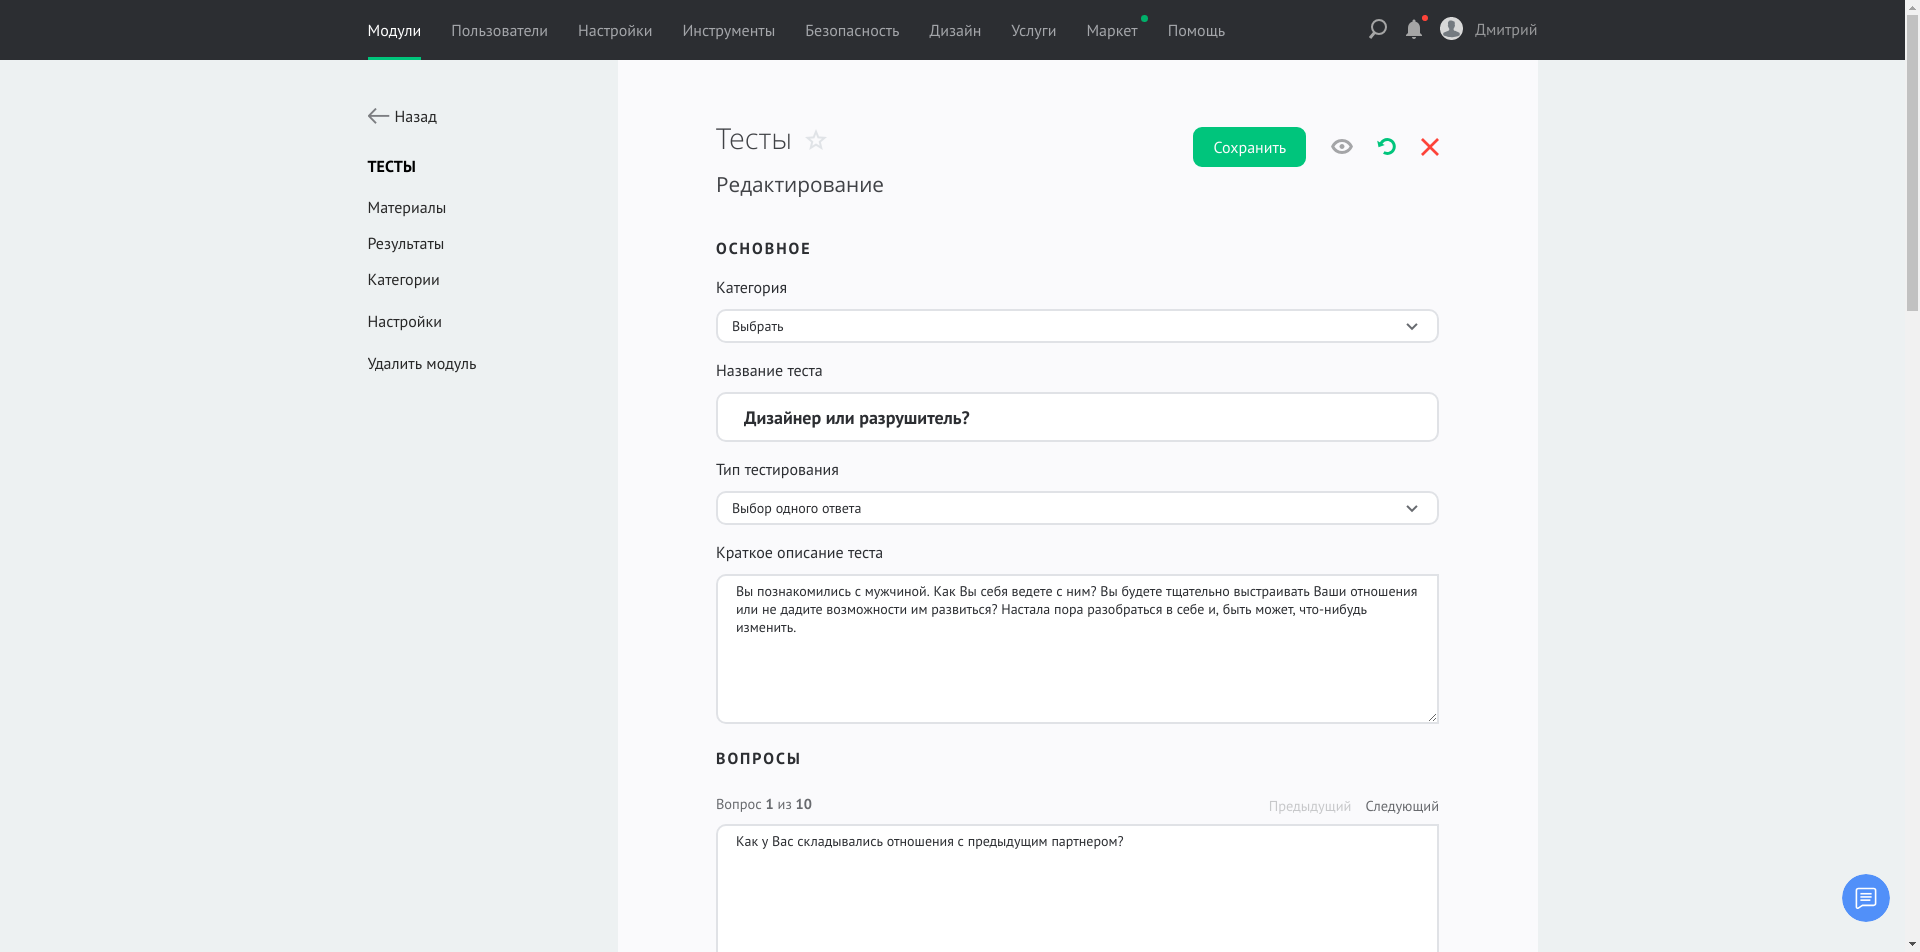 Модули Пользователи Настройки Инструменты Безопасность Дизайн Услуги Маркет Помощь Дмитрий
Назад
ТЕСТЫ
Материалы
Результаты
Категории
Настройки
Удалить модуль
Тесты
Сохранить
Редактирование
ОСНОВНОЕ
Категория
Выбрать
Название теста
Дизайнер или разрушитель?
Тип тестирования
Выбор одного ответа
Краткое описание теста
Вы познакомились с мужчиной. Как Вы себя ведете с ним? Вы будете тщательно выстраивать Ваши отношения
или не дадите возможности им развиться? Настала пора разобраться в себе и, быть может, что-нибудь
изменить.
ВОПРОСЫ
Вопрос 1 из 10
Предыдущий Следующий
Как у Вас складывались отношения с предыдущим партнером?